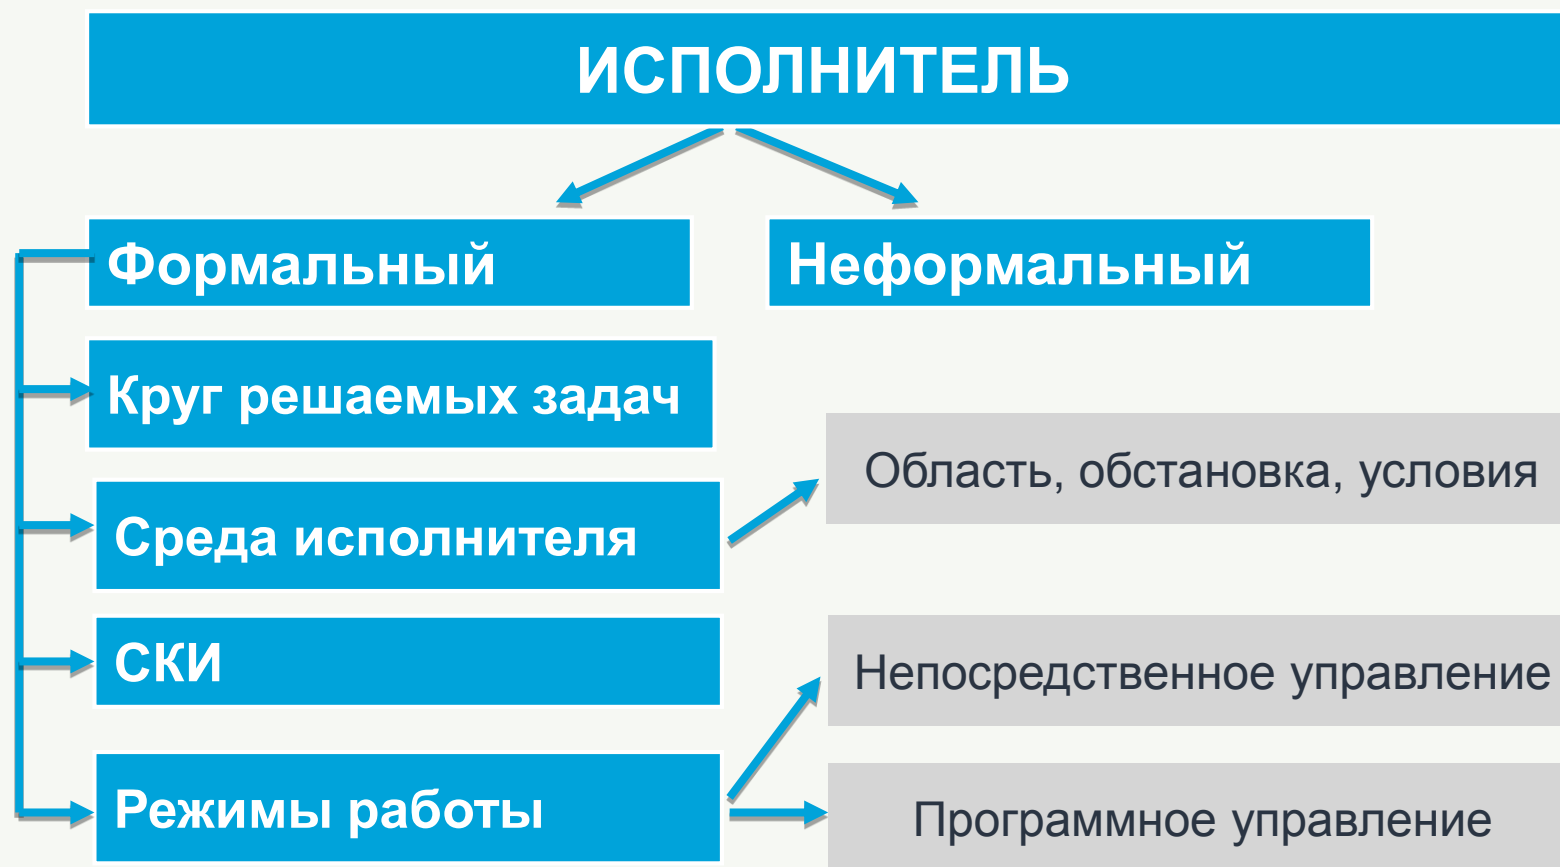 ИСПОЛНИТЕЛЬ
Формальный
Неформальный
Круг решаемых задач
Область, обстановка, условия
Среда исполнителя
СКИ
Непосредственное управление
Режимы работы
Программное управление